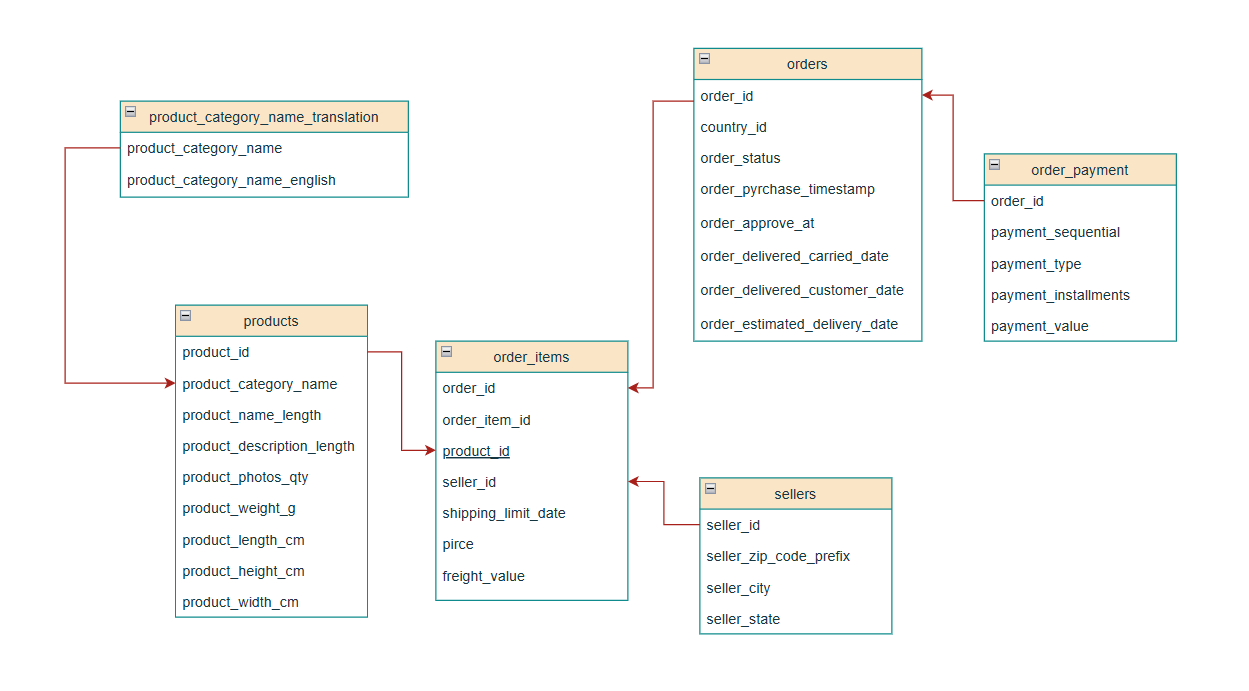 product_category_name_translation
product_category_name
product_category_name_english
products
product_id
product_category_name
product_name_length
product_description_length
product_photos_qty
product_weight_g
product_length_cm
product_height_cm
product_width_cm
order_items
order_id
order_item_id
product_id
seller_id
shipping_limit_date
pirce
freight_value
orders
order_id
country_id
order_status
order_pyrchase_timestamp
order_approve_at
order_delivered_carried_date
order_delivered_customer_date
order_estimated_delivery_date
order_payment
order_id
payment_sequential
payment_type
payment_installments
payment_value
sellers
seller_id
seller_zip_code_prefix
seller_city
seller_state